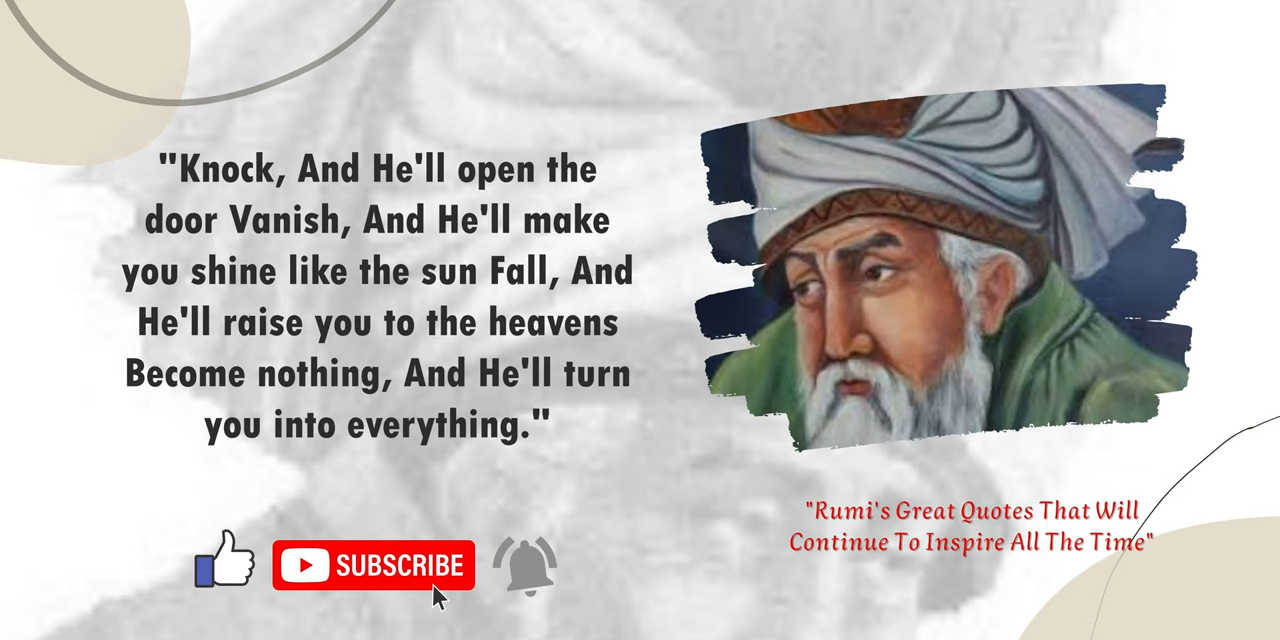 "Knock, And He'll open the
door Vanish, And He'll make
you shine like the sun Fall, And
He'll raise you to the heavens
Become nothing, And He'll turn
you into everything."
SUBSCRIBE
"Rumi's Great Quotes That Will
Continue To Inspire All The Time"